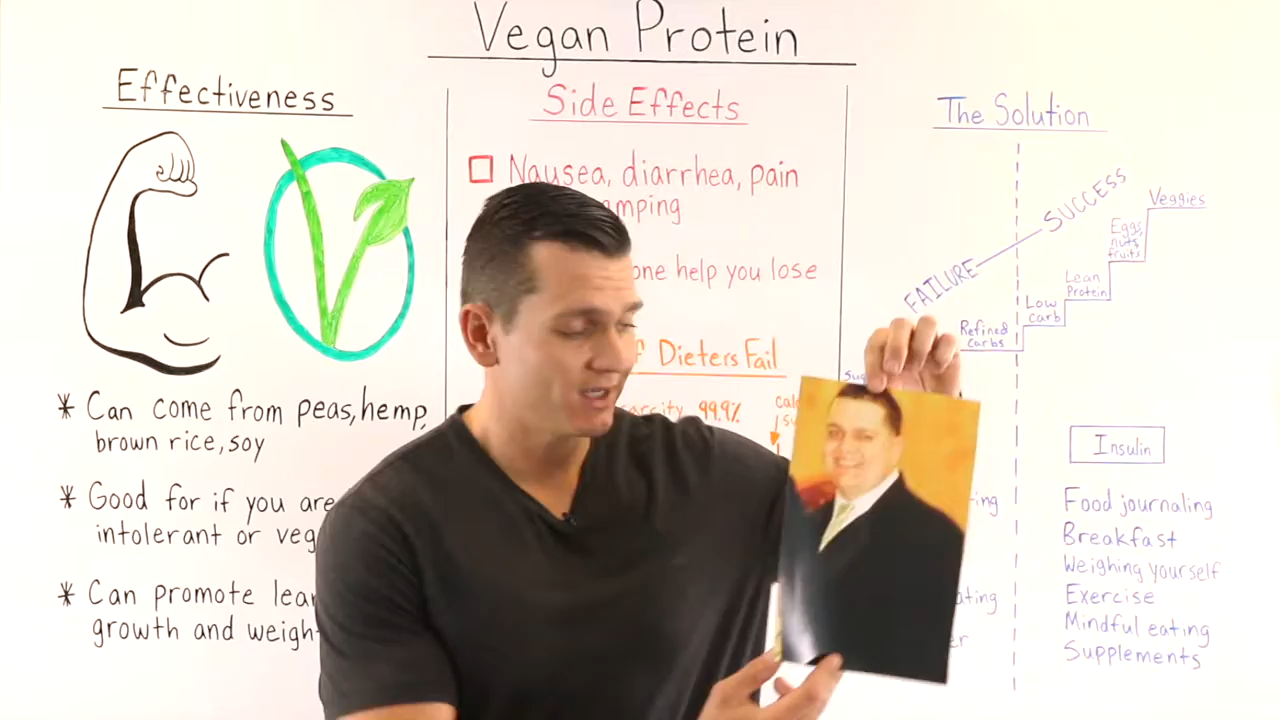 Vegan Protein
Effectiveness
* Can come from peas, hemp,
brown rice, soy
* Good for if you are
intolerant or veg
* Can promote lean
growth and weight
Side Effects
Nausea, diarrhea, pain
mping
one help you lose
f Dieters Fail
arcity 99.9%
The Solution
FAILURE SUCCESS
Veggies
Eggs,
nuts,
fruits
Lean
Protein
Low
carb
Refined
carbs
Insulin
Food journaling
Breakfast
Weighing yourself
Exercise
Mindful eating
Supplements